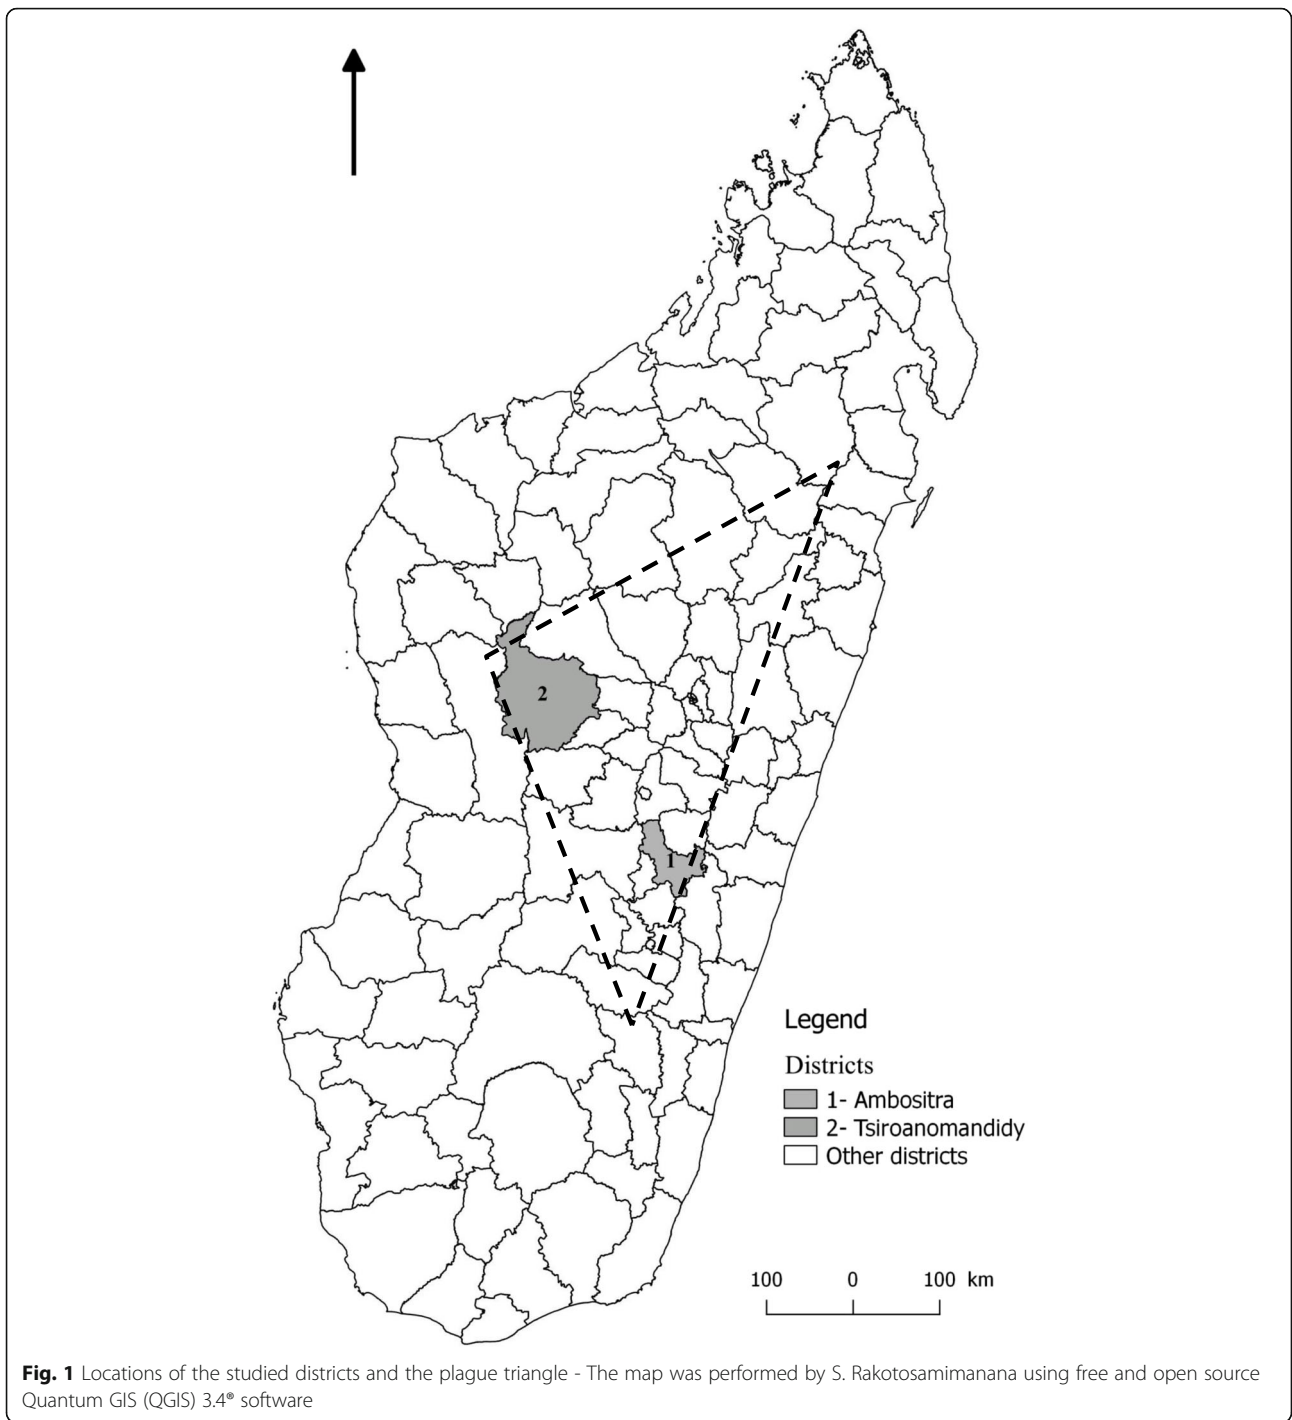 2
1
Legend
Districts
1- Ambositra
2- Tsiroanomandidy
Other districts
100 0 100 km
Fig. 1 Locations of the studied districts and the plague triangle - The map was performed by S. Rakotosamimanana using free and open source
Quantum GIS (QGIS) 3.4® software